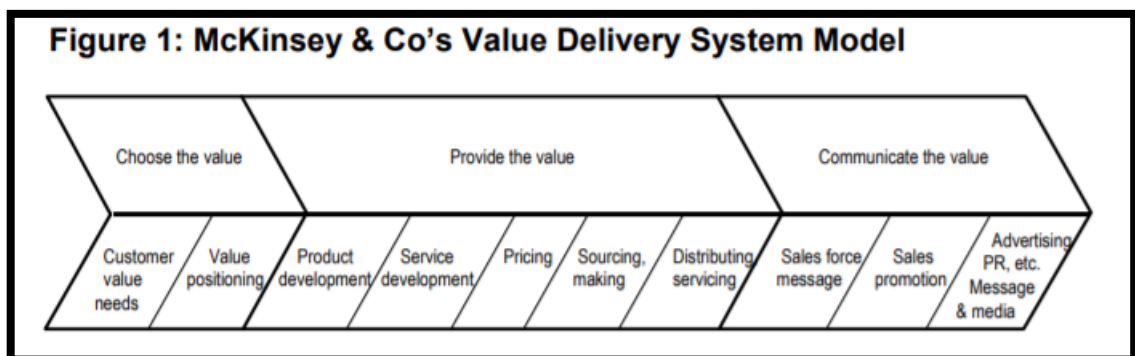 Figure 1: McKinsey & Co's Value Delivery System Model
Choose the value
Provide the value
Communicate the value
Customer
value
needs
Value
positioning
Product
development
Service
development
Pricing
Sourcing,
making
Distributing
servicing
Sales force
message
Sales
promotion
Advertising
PR, etc.
Message
& media